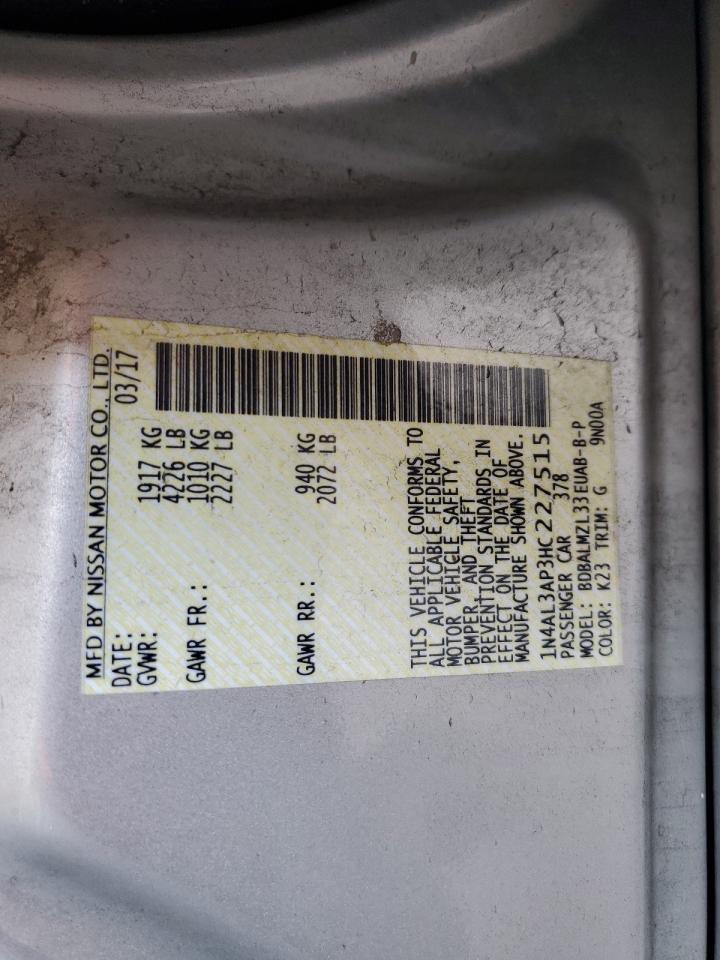 MFD BY NISSAN MOTOR CO., LTD.
DATE: 03/17
GVWR: 1917 KG
4226 LB
GAWR FR.: 1010 KG
2227 LB
GAWR RR.: 940 KG
2072 LB
THIS VEHICLE CONFORMS TO
ALL APPLICABLE FEDERAL
MOTOR VEHICLE SAFETY,
BUMPER, AND THEFT
PREVENTION STANDARDS IN
EFFECT ON THE DATE OF
MANUFACTURE SHOWN ABOVE.
1N4AL3AP3HC227515
PASSENGER CAR 378
MODEL: BDBALMZL33EUAB-B-P
COLOR: K23 TRIM: G 9N00A